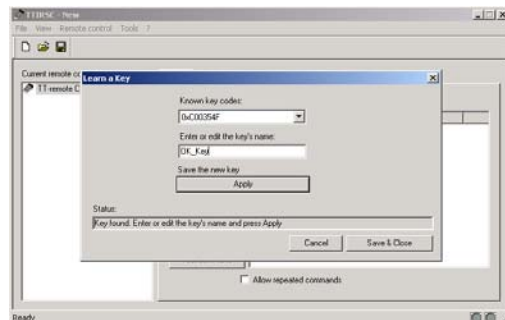 TTIRSC - New
File View Remote control Tools ?
Current remote co
TT-remote C
Learn a Key
Known key codes:
0xC00354F
Enter or edit the key's name:
OK_Key
Save the new key
Apply
Status:
Key found. Enter or edit the key's name and press Apply
Cancel Save & Close
Allow repeated commands
Ready